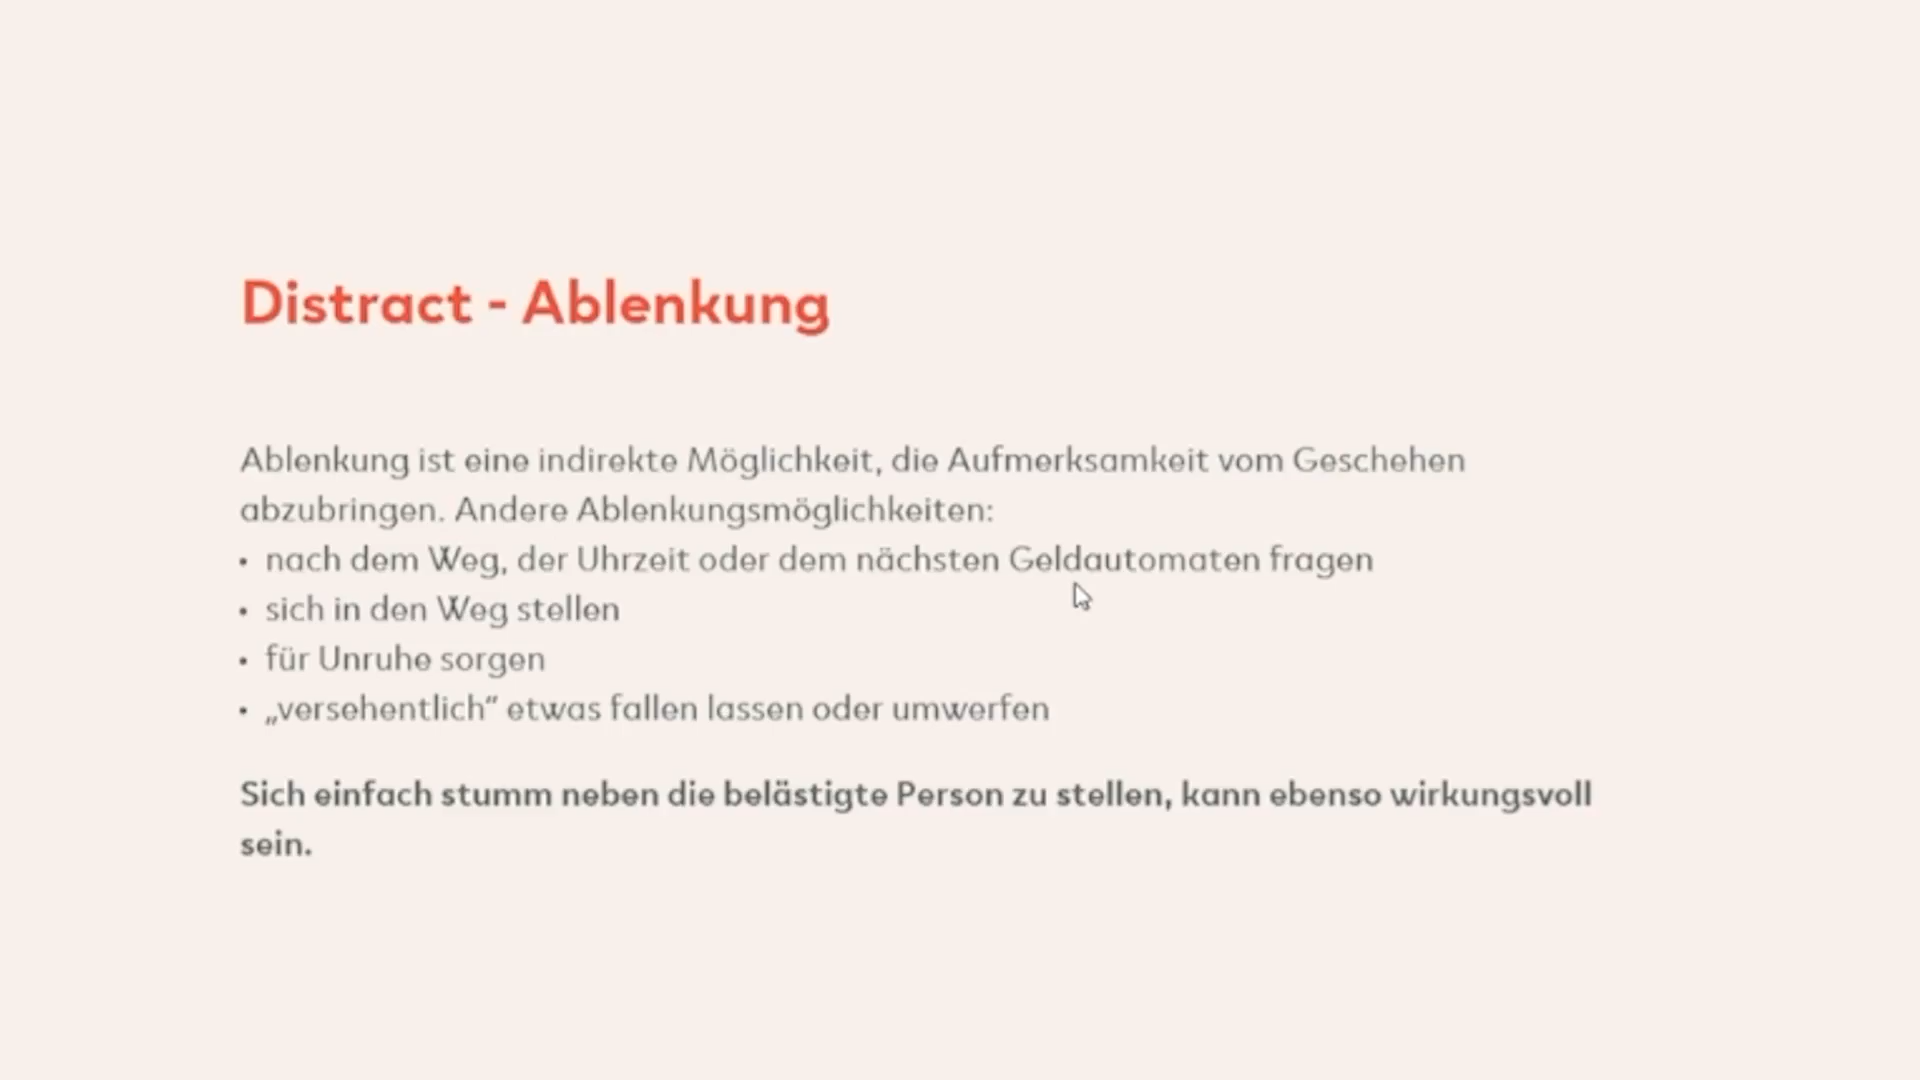 Distract - Ablenkung
Ablenkung ist eine indirekte Möglichkeit, die Aufmerksamkeit vom Geschehen
abzubringen. Andere Ablenkungsmöglichkeiten:
• nach dem Weg, der Uhrzeit oder dem nächsten Geldautomaten fragen
• sich in den Weg stellen
• für Unruhe sorgen
• „versehentlich“ etwas fallen lassen oder umwerfen
Sich einfach stumm neben die belästigte Person zu stellen, kann ebenso wirkungsvoll
sein.